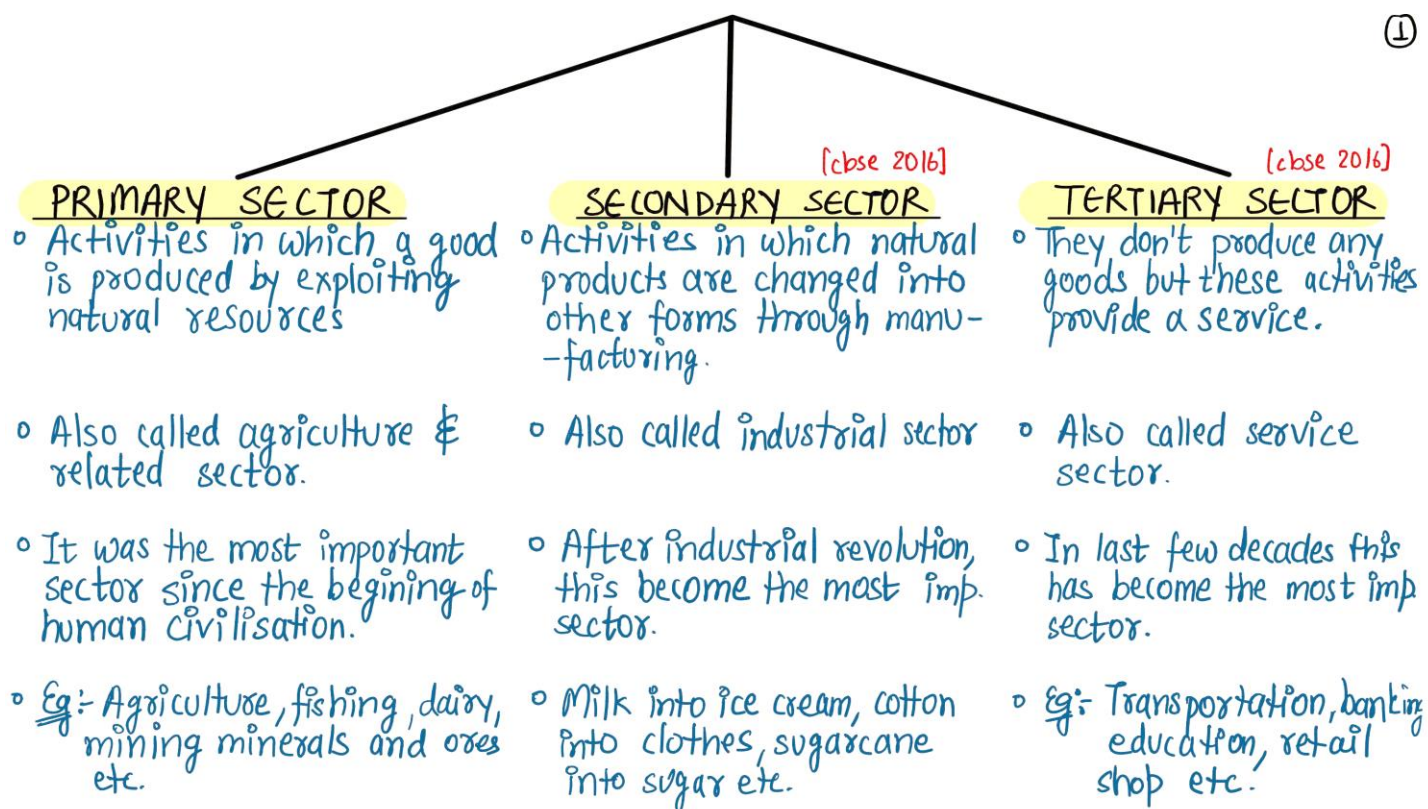 ①
PRIMARY SECTOR
◦ Activities in which a good
is produced by exploiting
natural resources
◦ Also called agriculture &
related sector.
◦ It was the most important
sector since the begining of
human civilisation.
◦ Eg:- Agriculture, fishing, dairy,
mining minerals and ores
etc.
[cbse 2016]
SECONDARY SECTOR
◦ Activities in which natural
products are changed into
other forms through manu-
-facturing.
◦ Also called industrial sector
◦ After industrial revolution,
this become the most imp.
sector.
◦ Milk into ice cream, cotton
into clothes, sugarcane
into sugar etc.
[cbse 2016]
TERTIARY SECTOR
◦ They don't produce any
goods but these activities
provide a service.
◦ Also called service
sector.
◦ In last few decades this
has become the most imp.
sector.
◦ Eg:- Transportation, banking
education, retail
shop etc.